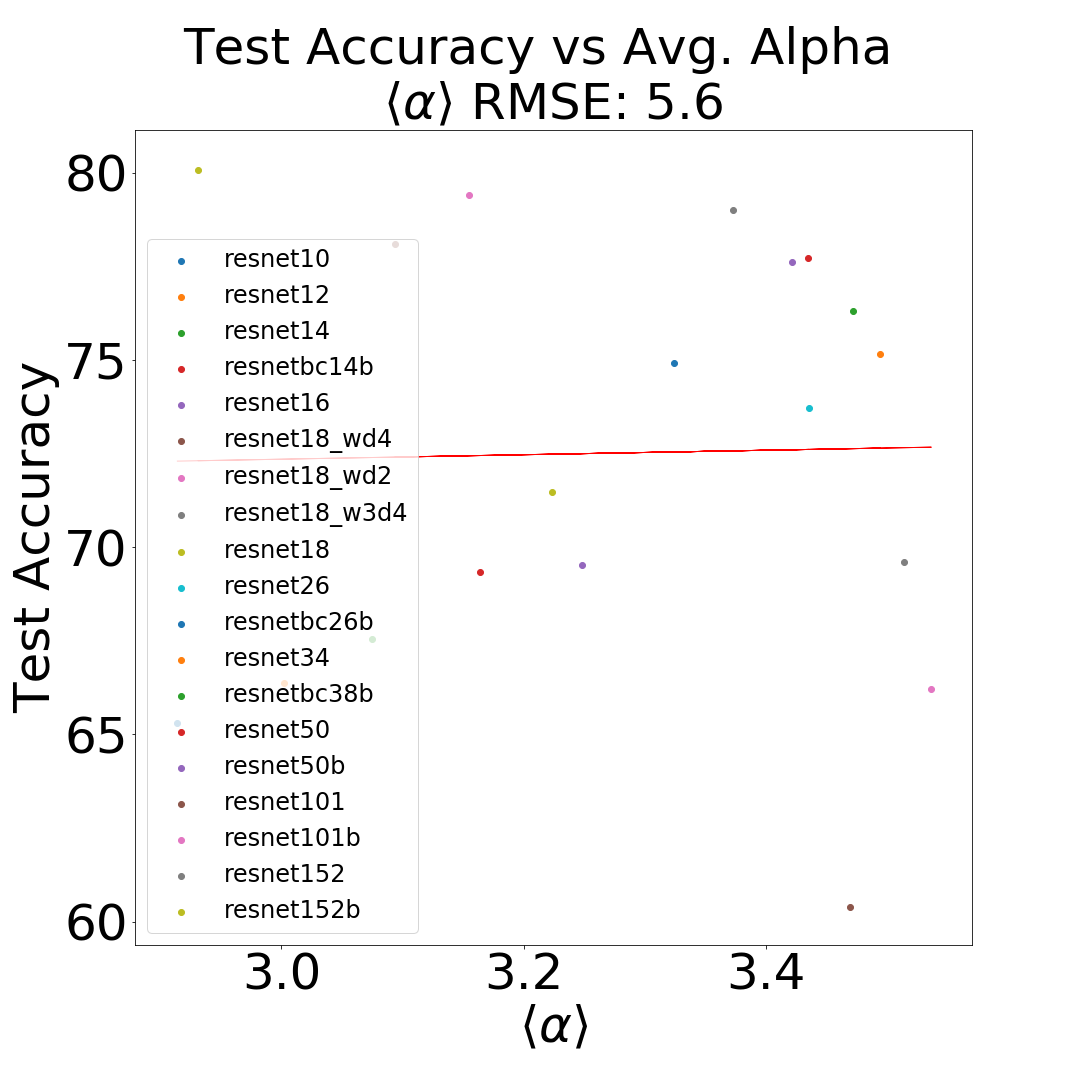 Test Accuracy vs Avg. Alpha
⟨α⟩ RMSE: 5.6
80
75
70
65
60
Test Accuracy
resnet10
resnet12
resnet14
resnetbc14b
resnet16
resnet18_wd4
resnet18_wd2
resnet18_w3d4
resnet18
resnet26
resnetbc26b
resnet34
resnetbc38b
resnet50
resnet50b
resnet101
resnet101b
resnet152
resnet152b
3.0 3.2 3.4
⟨α⟩